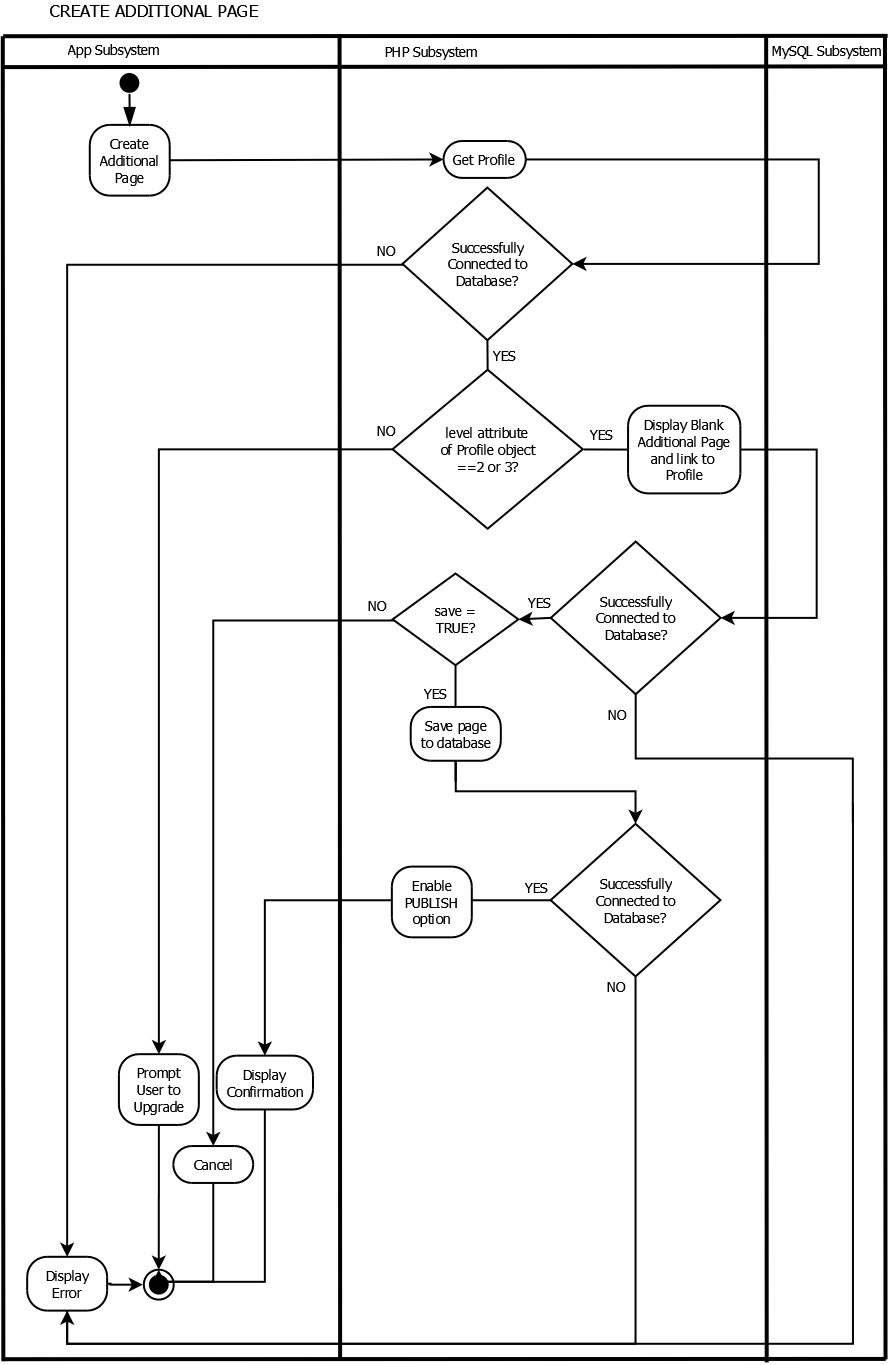 CREATE ADDITIONAL PAGE
App Subsystem
PHP Subsystem
MySQL Subsystem
Create
Additional
Page
Get Profile
NO
Successfully
Connected to
Database?
YES
NO
level attribute
of Profile object
==2 or 3?
YES
Display Blank
Additional Page
and link to
Profile
NO
save =
TRUE?
YES
Successfully
Connected to
Database?
YES
NO
Save page
to database
Enable
PUBLISH
option
YES
Successfully
Connected to
Database?
NO
Prompt
User to
Upgrade
Display
Confirmation
Cancel
Display
Error